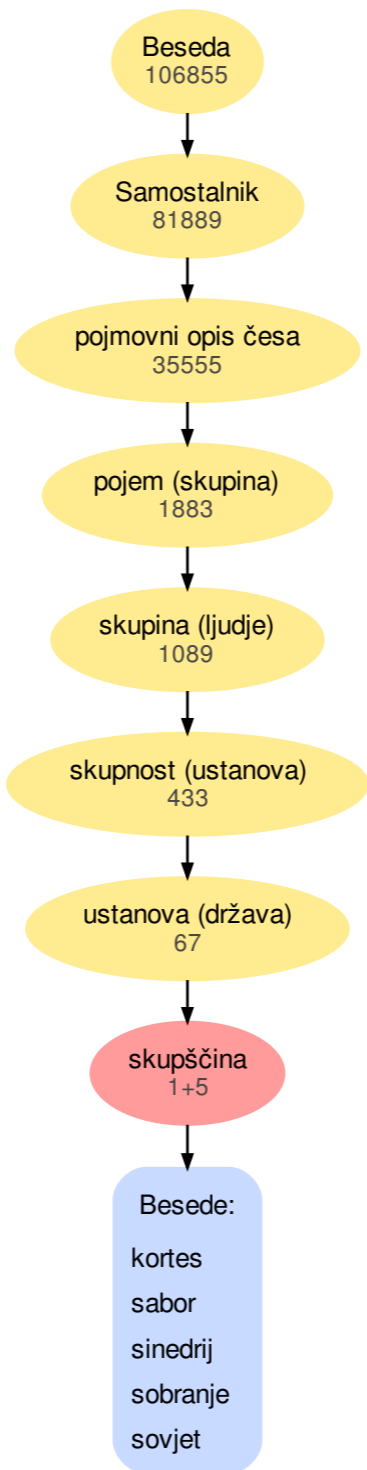 Beseda
106855
Samostalnik
81889
pojmovni opis česa
35555
pojem (skupina)
1883
skupina (ljudje)
1089
skupnost (ustanova)
433
ustanova (država)
67
skupščina
1+5
Besede:
kortes
sabor
sinedrij
sobranje
sovjet